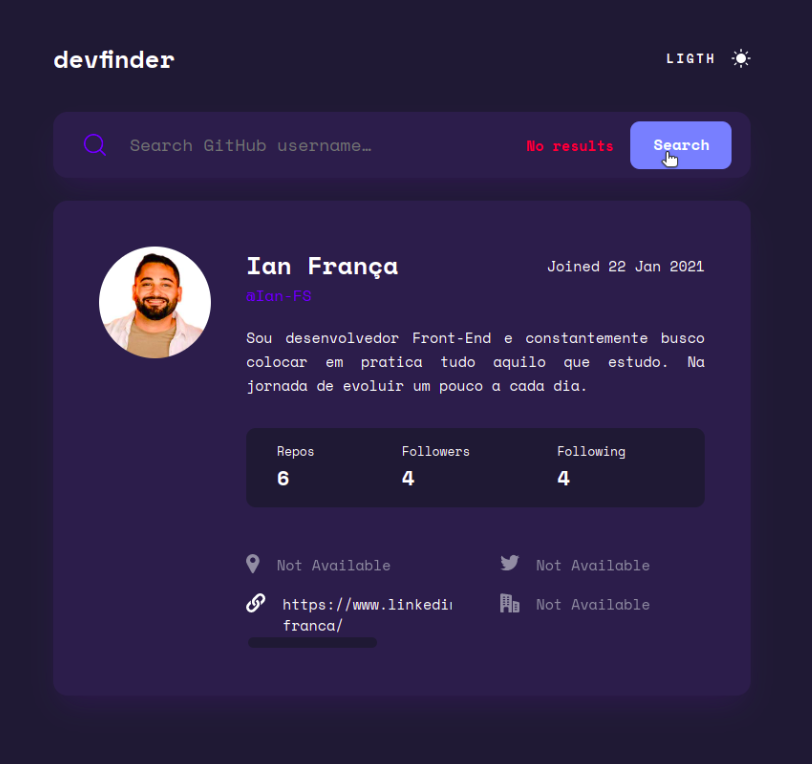 devfinder
LIGTH
Search GitHub username…
No results
Search
Ian França
Joined 22 Jan 2021
@Ian-FS
Sou desenvolvedor Front-End e constantemente busco
colocar em pratica tudo aquilo que estudo. Na
jornada de evoluir um pouco a cada dia.
Repos
Followers
Following
6
4
4
Not Available
Not Available
https://www.linkedin
franca/
Not Available